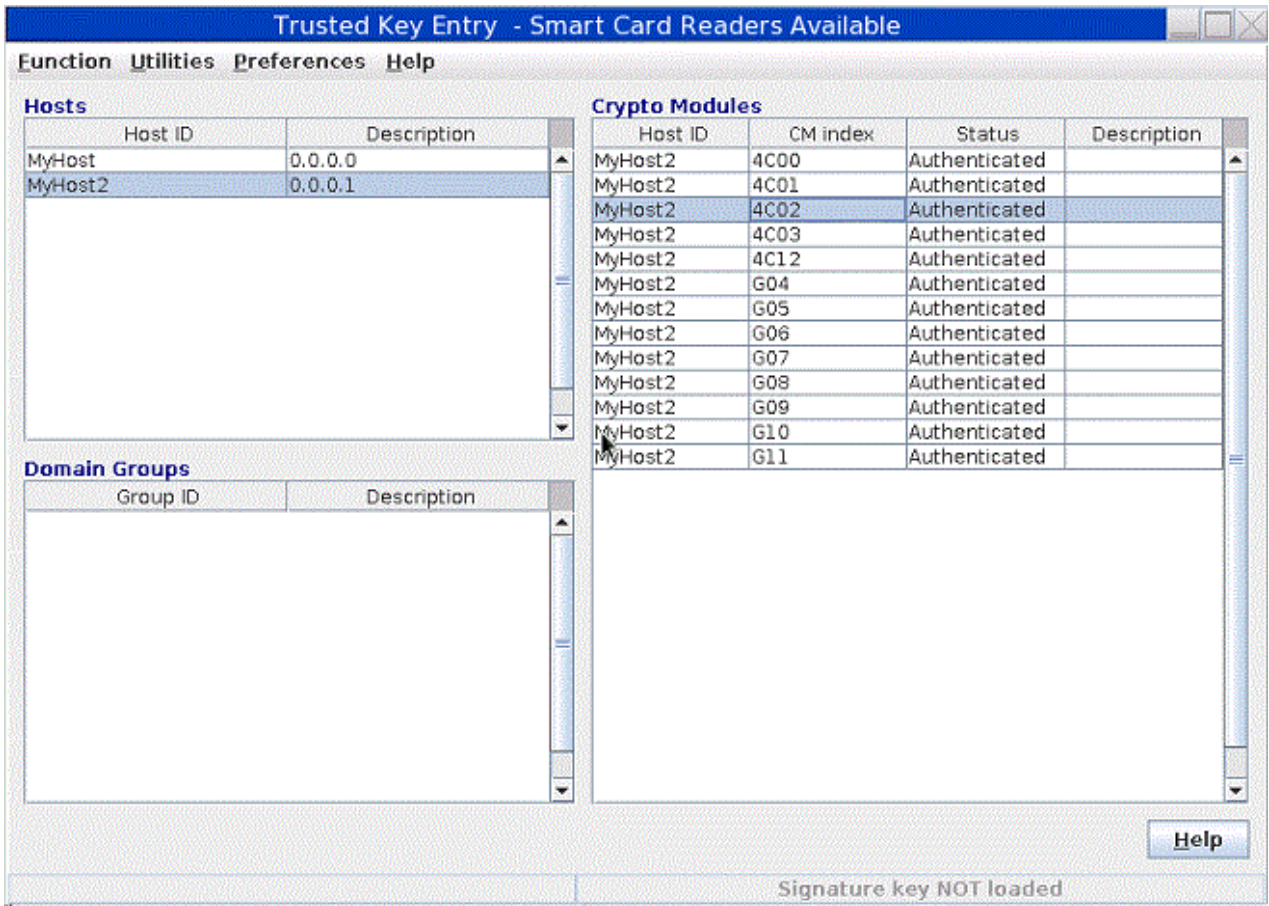 Trusted Key Entry - Smart Card Readers Available
Function Utilities Preferences Help
Hosts
Host ID Description
MyHost 0.0.0.0
MyHost2 0.0.0.1
Domain Groups
Group ID Description
Crypto Modules
Host ID CM index Status Description
MyHost2 4C00 Authenticated
MyHost2 4C01 Authenticated
MyHost2 4C02 Authenticated
MyHost2 4C03 Authenticated
MyHost2 4C12 Authenticated
MyHost2 G04 Authenticated
MyHost2 G05 Authenticated
MyHost2 G06 Authenticated
MyHost2 G07 Authenticated
MyHost2 G08 Authenticated
MyHost2 G09 Authenticated
MyHost2 G10 Authenticated
MyHost2 G11 Authenticated
Help
Signature key NOT loaded